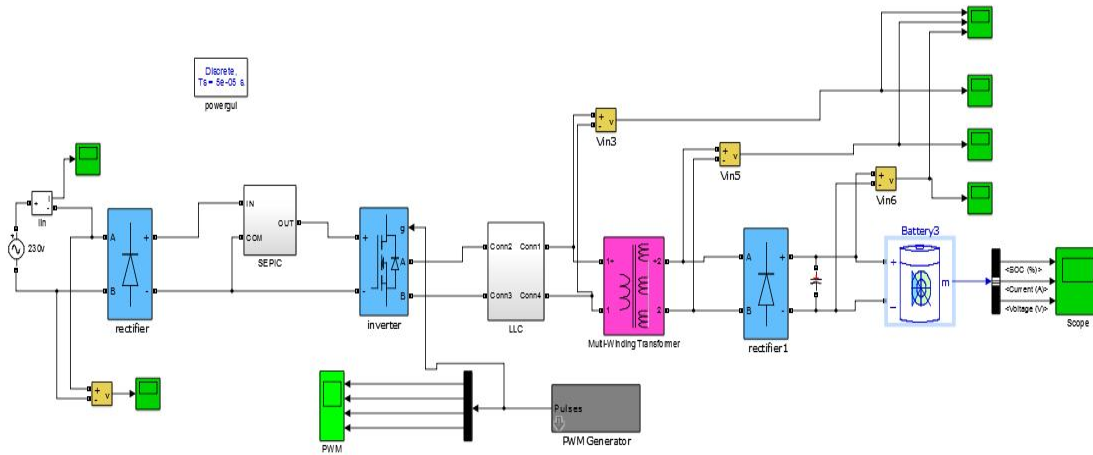 Discrete,
Ts = 5e-05 s.
powergui
Iin
230v
A
B
+
-
rectifier
IN
COM
OUT
SEPIC
+
-
g
A
B
inverter
Conn2
Conn3
Conn1
Conn4
LLC
1+
1
+2
2
Multi-Winding Transformer
A
B
+
-
rectifier1
+
-
v
Vin3
+
-
v
Vin5
+
-
v
Vin6
Battery3
+
-
m
<SOC (%)>
<Current (A)>
<Voltage (V)>
Scope
+
-
v
PWM
Pulses
PWM Generator